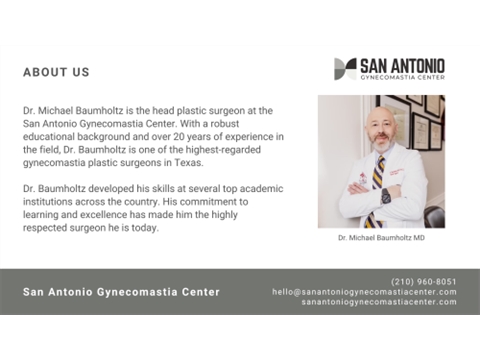 ABOUT US
SAN ANTONIO
GYNECOMASTIA CENTER
Dr. Michael Baumholtz is the head plastic surgeon at the
San Antonio Gynecomastia Center. With a robust
educational background and over 20 years of experience in
the field, Dr. Baumholtz is one of the highest-regarded
gynecomastia plastic surgeons in Texas.
Dr. Baumholtz developed his skills at several top academic
institutions across the country. His commitment to
learning and excellence has made him the highly
respected surgeon he is today.
Dr. Michael Baumholtz MD
San Antonio Gynecomastia Center
(210) 960-8051
hello@sanantoniogynecomastiacenter.com
sanantoniogynecomastiacenter.com